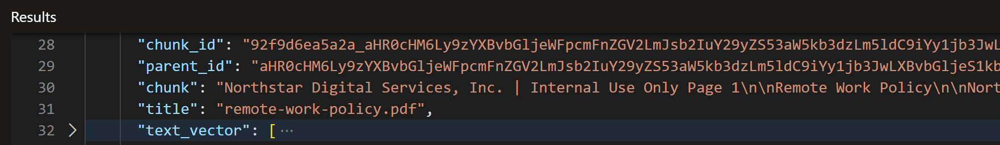 Results
28 "chunk_id": "92f9d6ea5a2a_aHR0cHM6Ly9zYXBvbGljeWFpcmFnZGV2LmJsb2IuY29yZS53aW5kb3dzLm5ldC9iYy1jb3JwL
29 "parent_id": "aHR0cHM6Ly9zYXBvbGljeWFpcmFnZGV2LmJsb2IuY29yZS53aW5kb3dzLm5ldC9iYy1jb3JwLXBvbGljeS1kb
30 "chunk": "Northstar Digital Services, Inc. | Internal Use Only Page 1\n\nRemote Work Policy\n\nNort
31 "title": "remote-work-policy.pdf",
32 "text_vector": [ ···